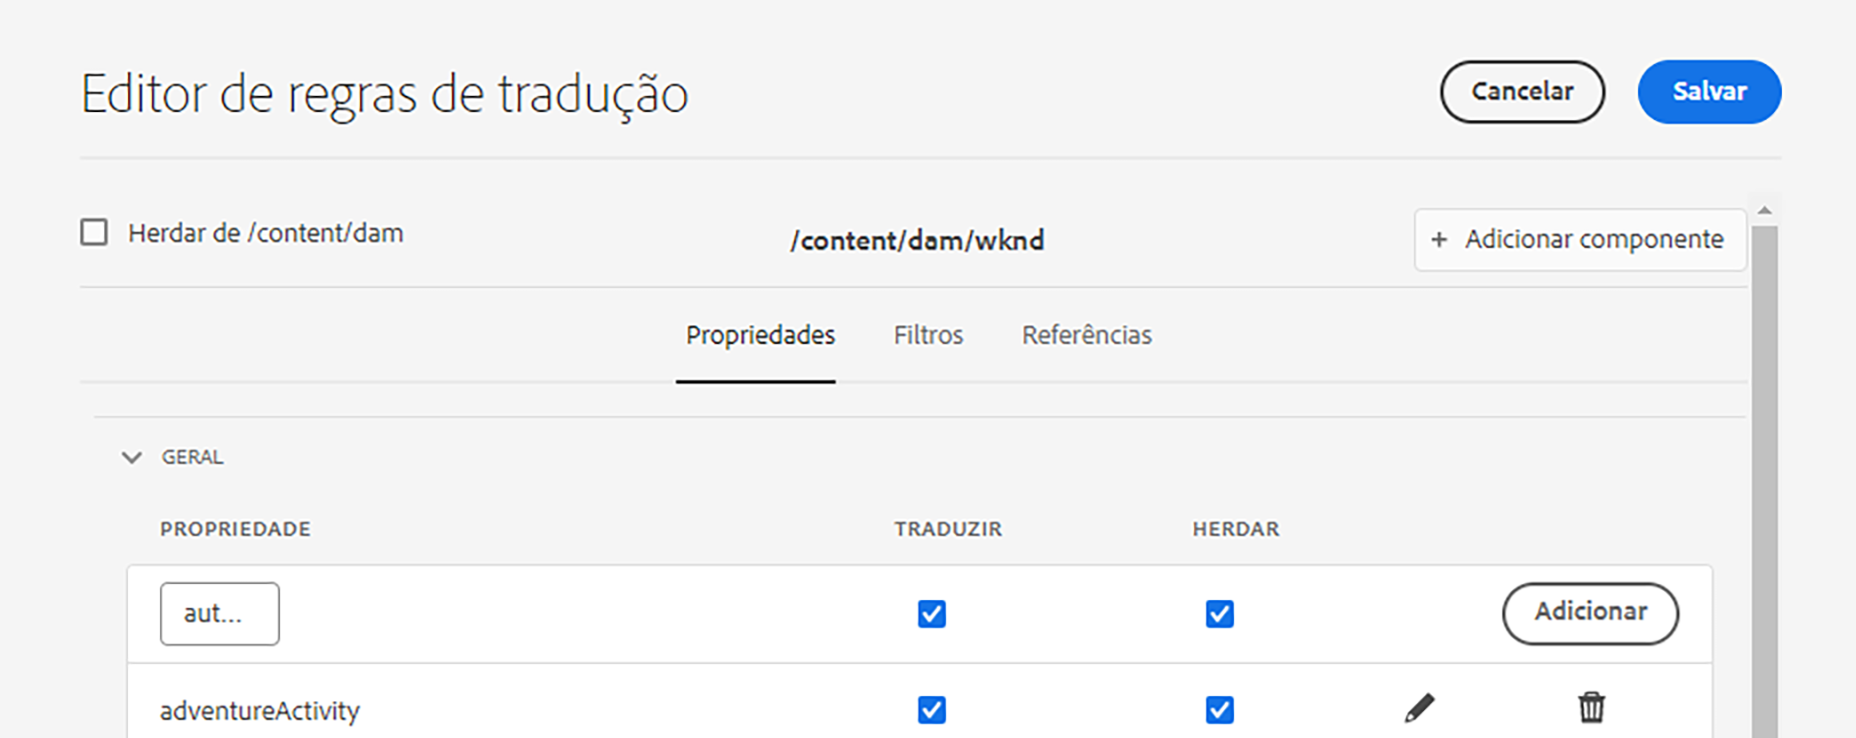 Editor de regras de tradução
Cancelar
Salvar
Herdar de /content/dam
/content/dam/wknd
+ Adicionar componente
Propriedades
Filtros
Referências
GERAL
PROPRIEDADE
TRADUZIR
HERDAR
aut...
Adicionar
adventureActivity